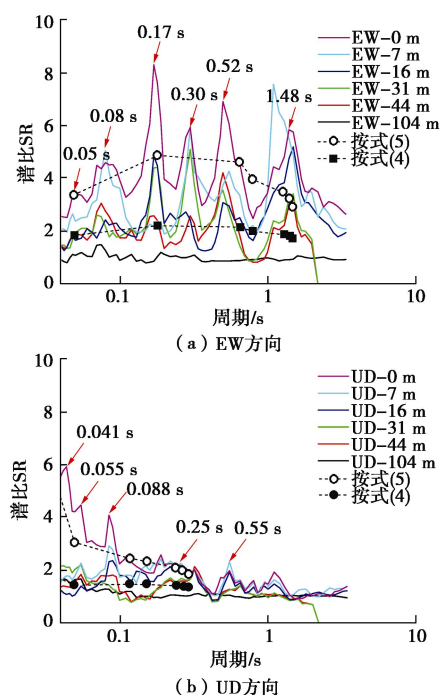 10
8
6
4
2
0
谱比SR
0.17 s
0.52 s
0.08 s
0.30 s
1.48 s
0.05 s
EW-0 m
EW-7 m
EW-16 m
EW-31 m
EW-44 m
EW-104 m
按式(5)
按式(4)
0.1
1
10
周期/s
(a)EW方向
10
8
6
4
2
0
谱比SR
0.041 s
0.055 s
0.088 s
0.25 s
0.55 s
UD-0 m
UD-7 m
UD-16 m
UD-31 m
UD-44 m
UD-104 m
按式(5)
按式(4)
0.1
1
10
周期/s
(b)UD方向